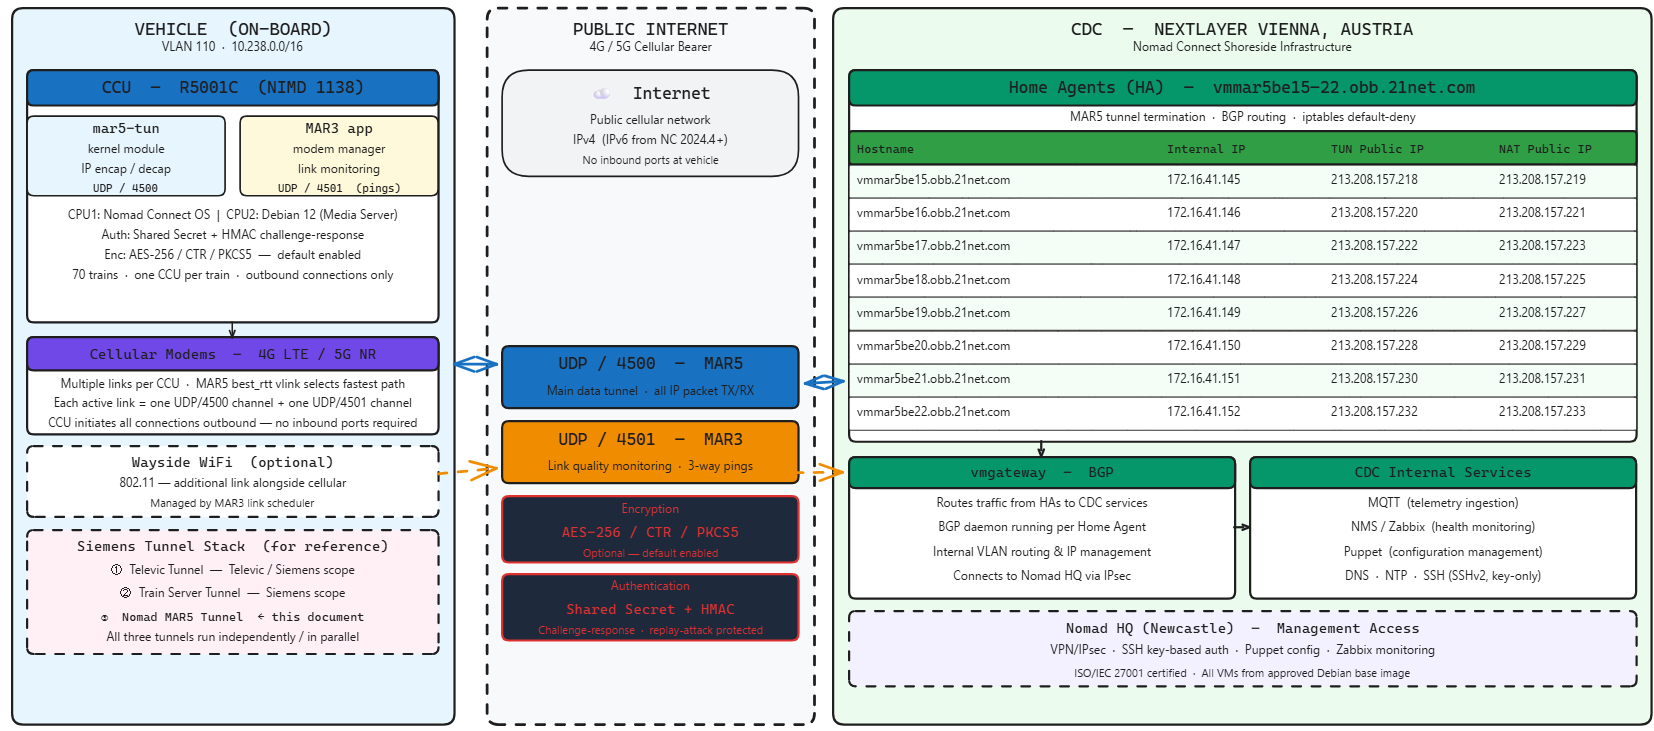 VEHICLE  (ON-BOARD)
VLAN 110  ·  10.238.0.0/16
CCU  —  R5001C  (NIMD 1138)
mar5-tun
kernel module
IP encap / decap
UDP / 4500
MAR3 app
modem manager
link monitoring
UDP / 4501  (pings)
CPU1: Nomad Connect OS  |  CPU2: Debian 12 (Media Server)
Auth: Shared Secret + HMAC challenge-response
Enc: AES-256 / CTR / PKCS5  —  default enabled
70 trains  ·  one CCU per train  ·  outbound connections only
Cellular Modems  —  4G LTE / 5G NR
Multiple links per CCU  ·  MAR5 best_rtt vlink selects fastest path
Each active link = one UDP/4500 channel + one UDP/4501 channel
CCU initiates all connections outbound — no inbound ports required
Wayside WiFi  (optional)
802.11 — additional link alongside cellular
Managed by MAR3 link scheduler
Siemens Tunnel Stack  (for reference)
①  Televic Tunnel  —  Televic / Siemens scope
②  Train Server Tunnel  —  Siemens scope
③  Nomad MAR5 Tunnel  ← this document
All three tunnels run independently / in parallel
PUBLIC INTERNET
4G / 5G Cellular Bearer
☁  Internet
Public cellular network
IPv4  (IPv6 from NC 2024.4+)
No inbound ports at vehicle
UDP / 4500  —  MAR5
Main data tunnel  ·  all IP packet TX/RX
UDP / 4501  —  MAR3
Link quality monitoring  ·  3-way pings
Encryption
AES-256 / CTR / PKCS5
Optional — default enabled
Authentication
Shared Secret + HMAC
Challenge-response  ·  replay-attack protected
CDC  —  NEXTLAYER VIENNA, AUSTRIA
Nomad Connect Shoreside Infrastructure
Home Agents (HA)  —  vmmar5be15-22.obb.21net.com
MAR5 tunnel termination  ·  BGP routing  ·  iptables default-deny
Hostname  Internal IP  TUN Public IP  NAT Public IP
vmmar5be15.obb.21net.com  172.16.41.145  213.208.157.218  213.208.157.219
vmmar5be16.obb.21net.com  172.16.41.146  213.208.157.220  213.208.157.221
vmmar5be17.obb.21net.com  172.16.41.147  213.208.157.222  213.208.157.223
vmmar5be18.obb.21net.com  172.16.41.148  213.208.157.224  213.208.157.225
vmmar5be19.obb.21net.com  172.16.41.149  213.208.157.226  213.208.157.227
vmmar5be20.obb.21net.com  172.16.41.150  213.208.157.228  213.208.157.229
vmmar5be21.obb.21net.com  172.16.41.151  213.208.157.230  213.208.157.231
vmmar5be22.obb.21net.com  172.16.41.152  213.208.157.232  213.208.157.233
vmgateway  —  BGP
Routes traffic from HAs to CDC services
BGP daemon running per Home Agent
Internal VLAN routing & IP management
Connects to Nomad HQ via IPsec
CDC Internal Services
MQTT  (telemetry ingestion)
NMS / Zabbix  (health monitoring)
Puppet  (configuration management)
DNS  ·  NTP  ·  SSH (SSHv2, key-only)
Nomad HQ (Newcastle)  —  Management Access
VPN/IPsec  ·  SSH key-based auth  ·  Puppet config  ·  Zabbix monitoring
ISO/IEC 27001 certified  ·  All VMs from approved Debian base image